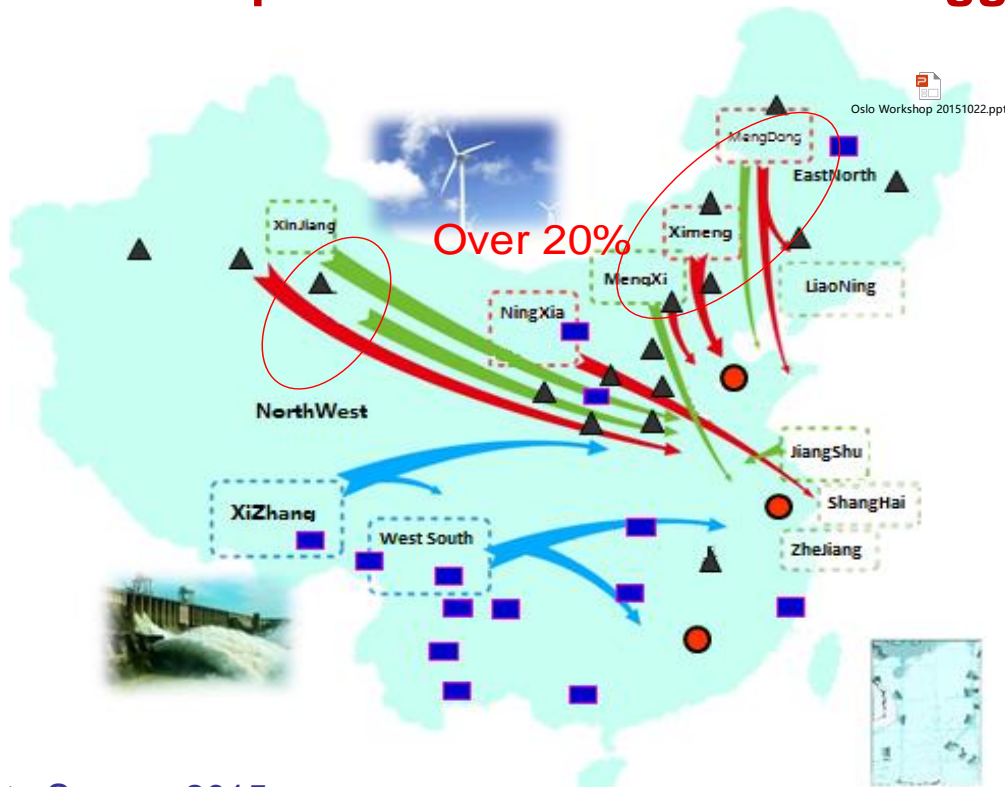 Oslo Workshop 20151022.ppt
MengDong
EastNorth
XinJiang
Over 20%
Ximeng
MengXi
LiaoNing
NingXia
NorthWest
JiangShu
ShangHai
XiZhang
West South
ZheJiang
2015